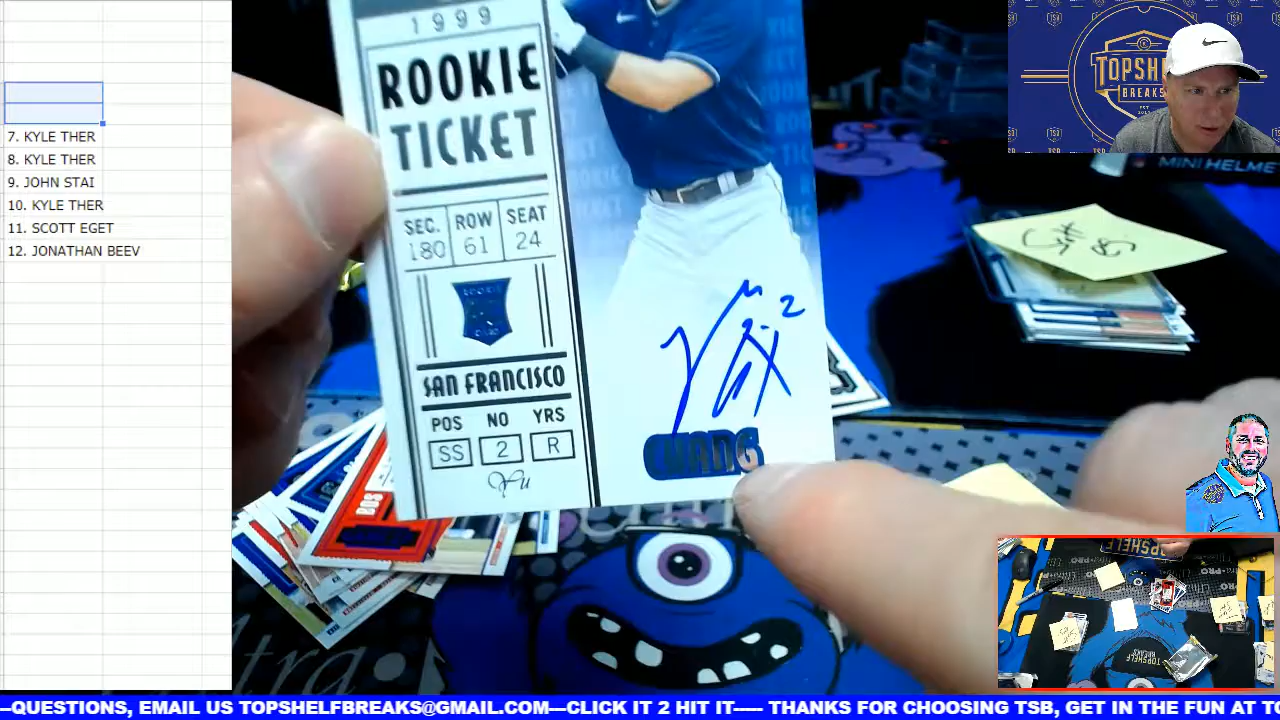 7. KYLE THER
8. KYLE THER
9. JOHN STAI
10. KYLE THER
11. SCOTT EGET
12. JONATHAN BEEV
1999
ROOKIE
TICKET
SEC. ROW SEAT
180 61 24
SAN FRANCISCO
POS NO YRS
SS 2 R
Yu
CHANG
TOPSHELF
BREAKS
MINI HELMET
--QUESTIONS, EMAIL US TOPSHELFBREAKS@GMAIL.COM---CLICK IT 2 HIT IT----- THANKS FOR CHOOSING TSB, GET IN THE FUN AT TO